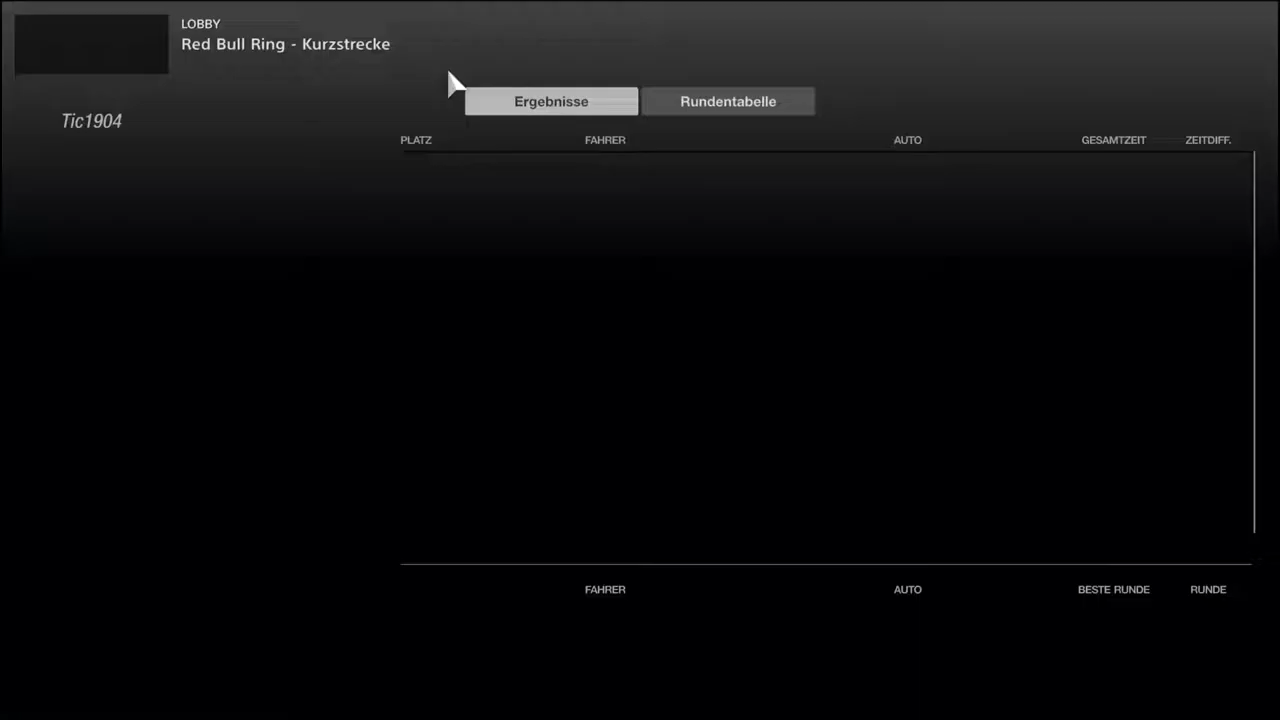 LOBBY
Red Bull Ring - Kurzstrecke
Ergebnisse Rundentabelle
Tic1904
PLATZ FAHRER AUTO GESAMTZEIT ZEITDIFF.
FAHRER AUTO BESTE RUNDE RUNDE